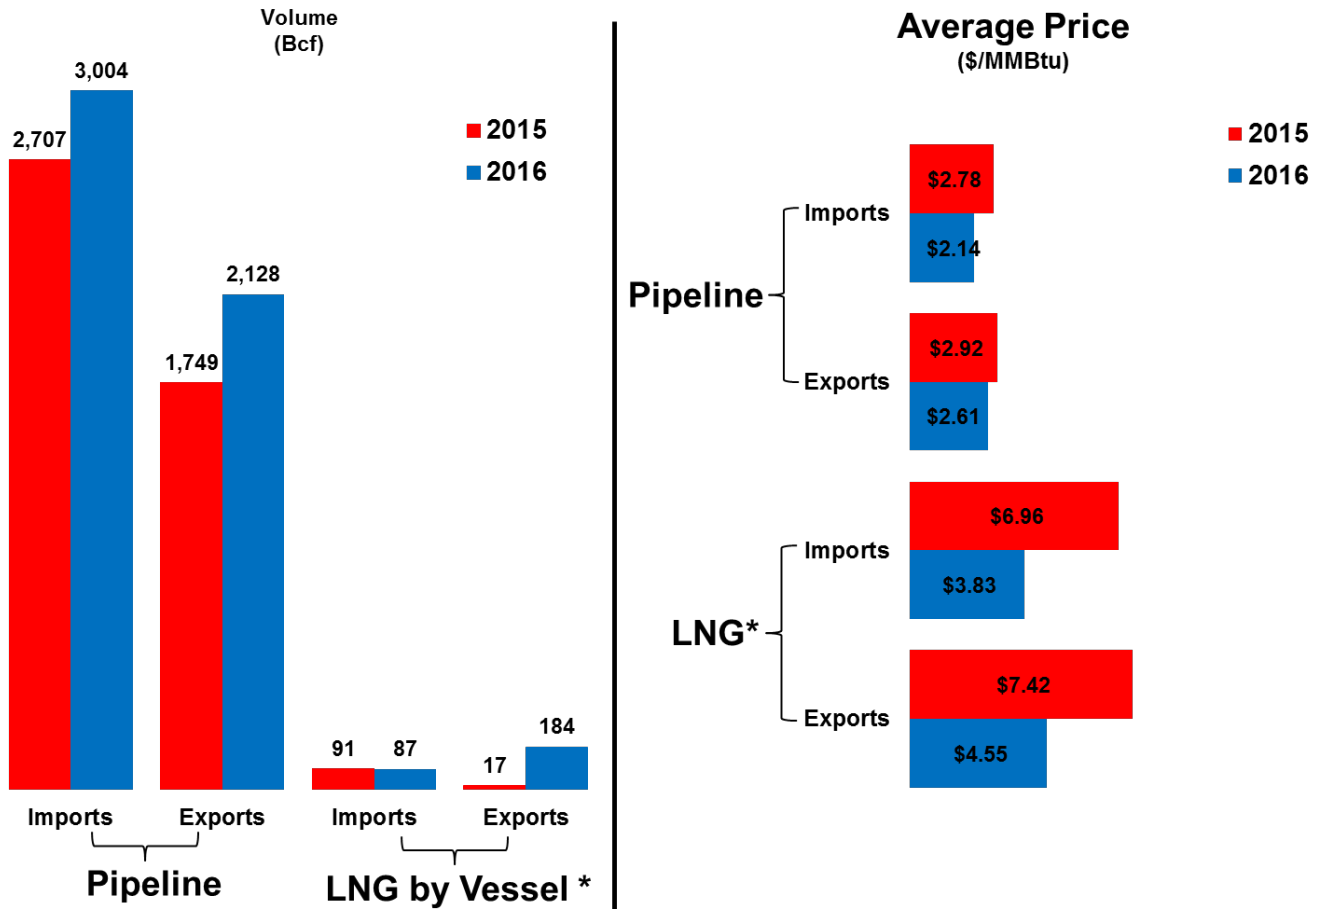 Volume
(Bcf)
3,004
2,707
2015
2016
2,128
1,749
184
91
87
17
Imports
Exports
Imports
Exports
Pipeline
LNG by Vessel *
Average Price
($/MMBtu)
2015
2016
$2.78
Imports
$2.14
Pipeline
$2.92
Exports
$2.61
$6.96
Imports
$3.83
LNG*
$7.42
Exports
$4.55